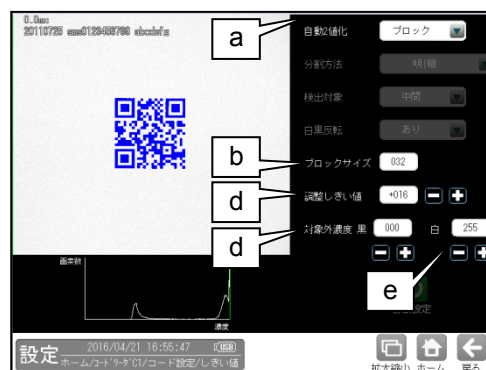 0.0ms:
20110725 sms0123456789 abcdefg
a
自動2値化 ブロック
分割方法 明|暗
検出対象 中間
白黒反転 あり
b
ブロックサイズ 032
d
調整しきい値 +016
d
対象外濃度 黒 000 白 255
e
画素数
濃度
設定
2016/04/21 16:55:47 USB
ホーム/コード リーダ C1/コード設定/しきい値
拡大縮小 ホーム 戻る